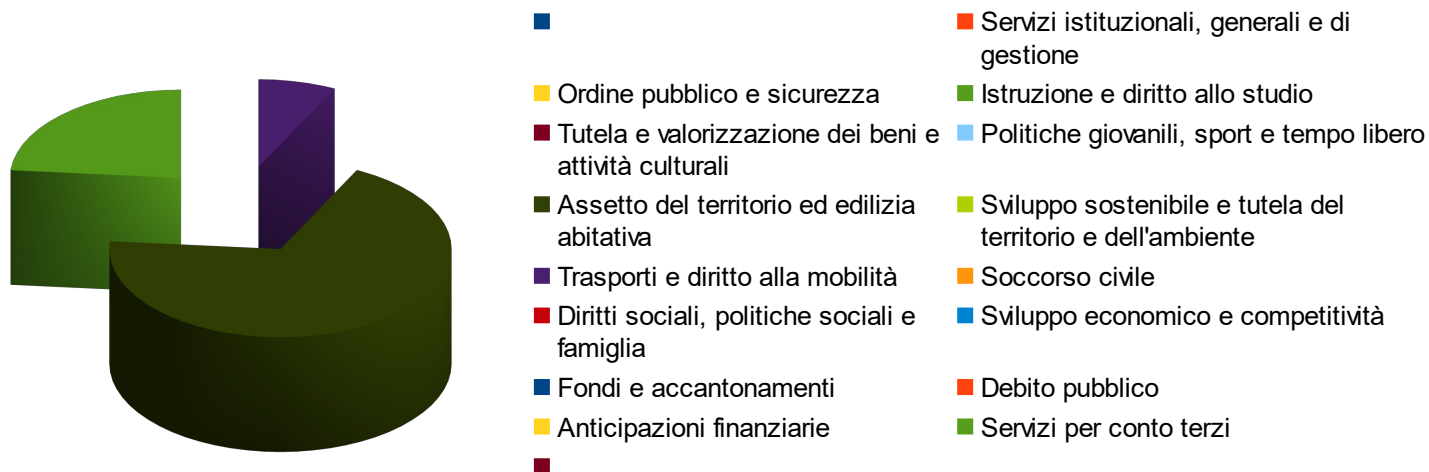 Servizi istituzionali, generali e di
gestione
Ordine pubblico e sicurezza
Istruzione e diritto allo studio
Tutela e valorizzazione dei beni e
attività culturali
Politiche giovanili, sport e tempo libero
Assetto del territorio ed edilizia
abitativa
Sviluppo sostenibile e tutela del
territorio e dell'ambiente
Trasporti e diritto alla mobilità
Soccorso civile
Diritti sociali, politiche sociali e
famiglia
Sviluppo economico e competitività
Fondi e accantonamenti
Debito pubblico
Anticipazioni finanziarie
Servizi per conto terzi